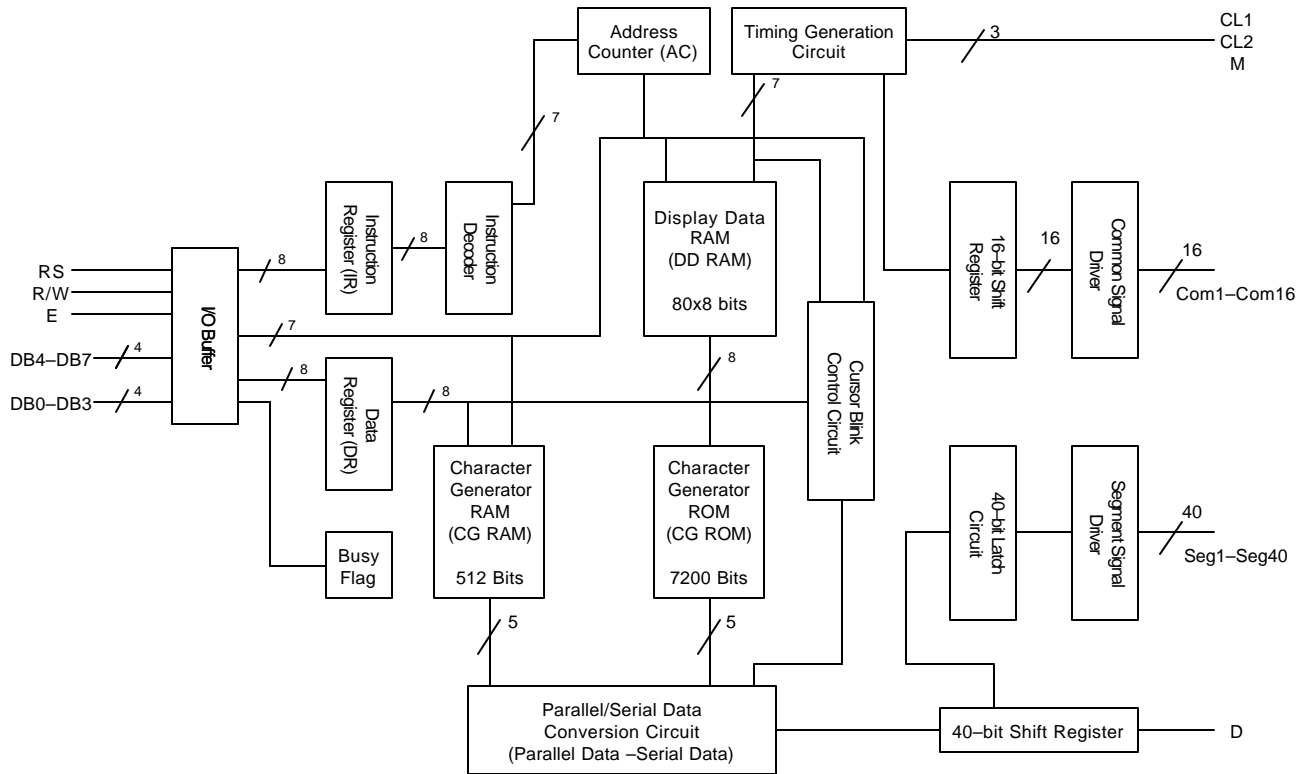 Address
Counter (AC)
Timing Generation
Circuit
3
CL1
CL2
M
7
7
Instruction
Register (IR)
8
Instruction
Decoder
8
Display Data
RAM
(DD RAM)
80x8 bits
16-bit Shift
Register
16
Common Signal
Driver
16
Com1–Com16
RS
R/W
E
DB4–DB7
4
DB0–DB3
4
I/O Buffer
7
8
Data
Register (DR)
8
8
Cursor Blink
Control Circuit
Character
Generator
RAM
(CG RAM)
512 Bits
Character
Generator
ROM
(CG ROM)
7200 Bits
40–bit Latch
Circuit
Segment Signal
Driver
40
Seg1–Seg40
Busy
Flag
5
5
Parallel/Serial Data
Conversion Circuit
(Parallel Data –Serial Data)
40–bit Shift Register
D